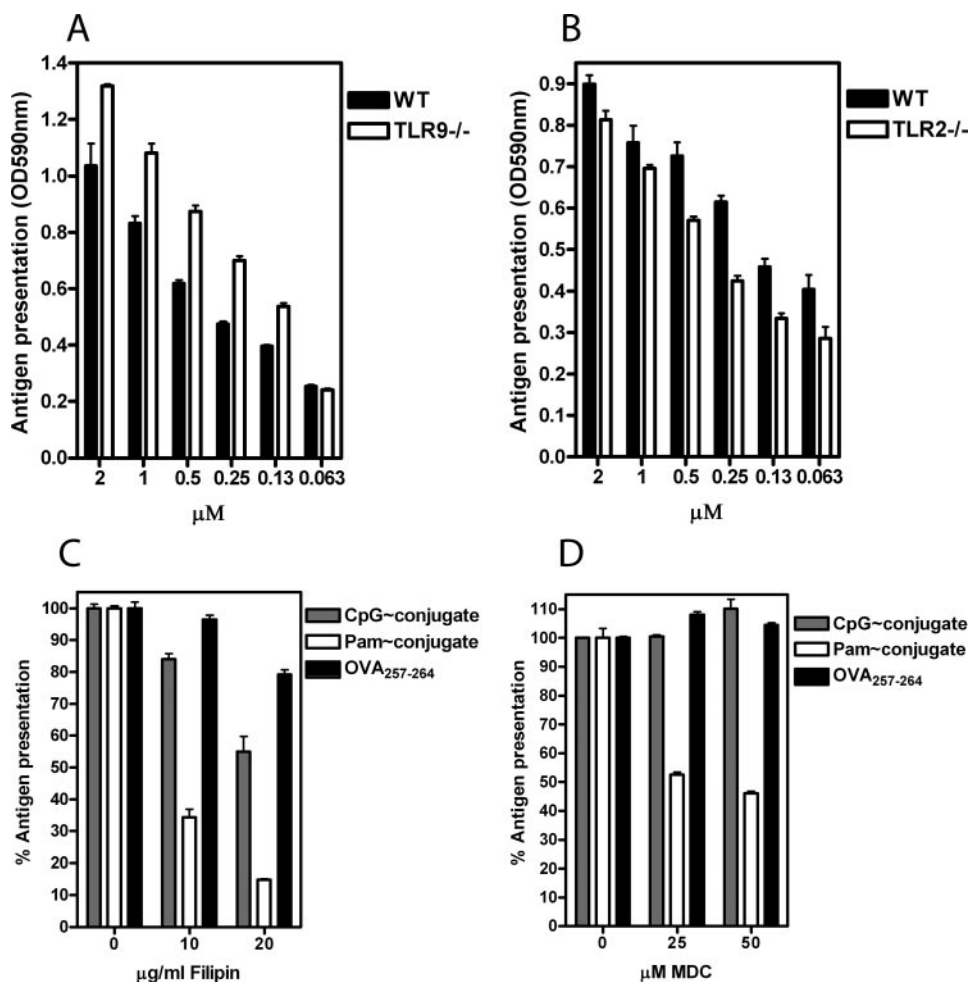 A
Antigen presentation (OD590nm)
1.4
1.2
1.0
0.8
0.6
0.4
0.2
0.0
2 1 0.5 0.25 0.13 0.063
μM
WT
TLR9-/-
B
Antigen presentation (OD590nm)
0.9
0.8
0.7
0.6
0.5
0.4
0.3
0.2
0.1
0.0
2 1 0.5 0.25 0.13 0.063
μM
WT
TLR2-/-
C
% Antigen presentation
100
90
80
70
60
50
40
30
20
10
0
0 10 20
μg/ml Filipin
CpG~conjugate
Pam~conjugate
OVA257-264
D
% Antigen presentation
110
100
90
80
70
60
50
40
30
20
10
0
0 25 50
μM MDC
CpG~conjugate
Pam~conjugate
OVA257-264